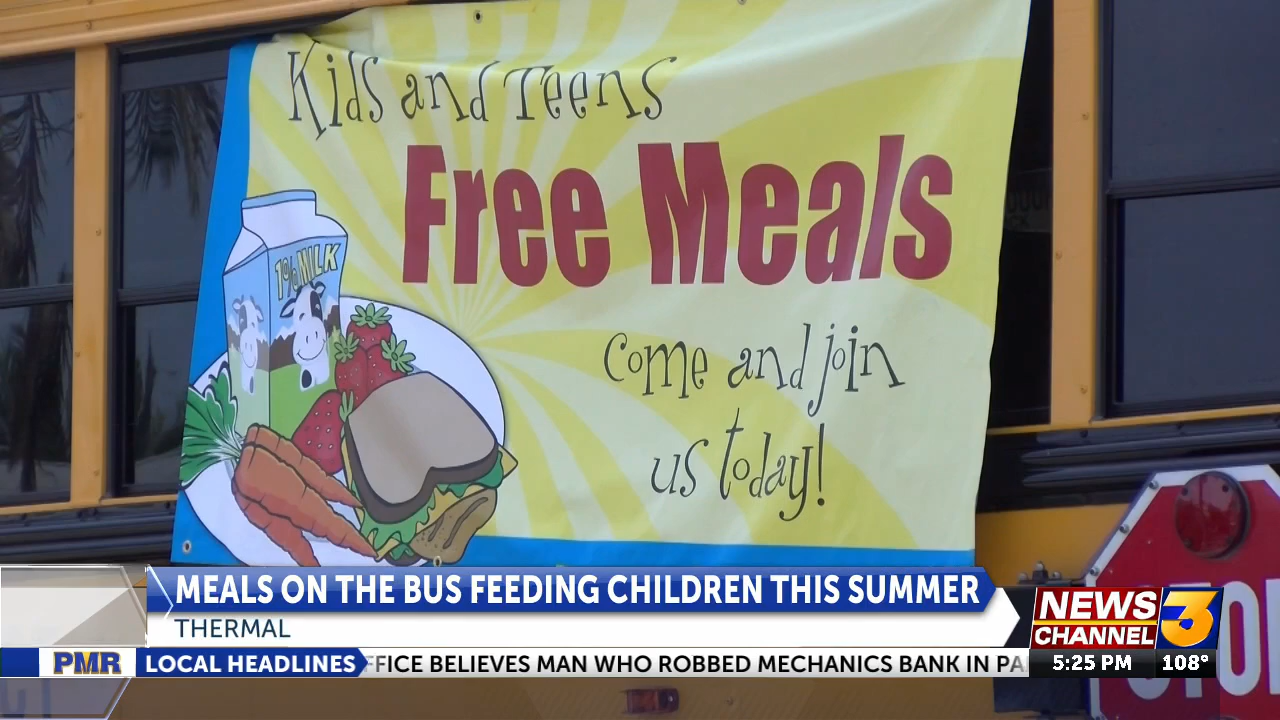 Kids and Teens
Free Meals
1% MILK
Come and join
us today!
MEALS ON THE BUS FEEDING CHILDREN THIS SUMMER
THERMAL
NEWS
CHANNEL 3
PMR LOCAL HEADLINES FFICE BELIEVES MAN WHO ROBBED MECHANICS BANK IN PA
5:25 PM 108°
STOP